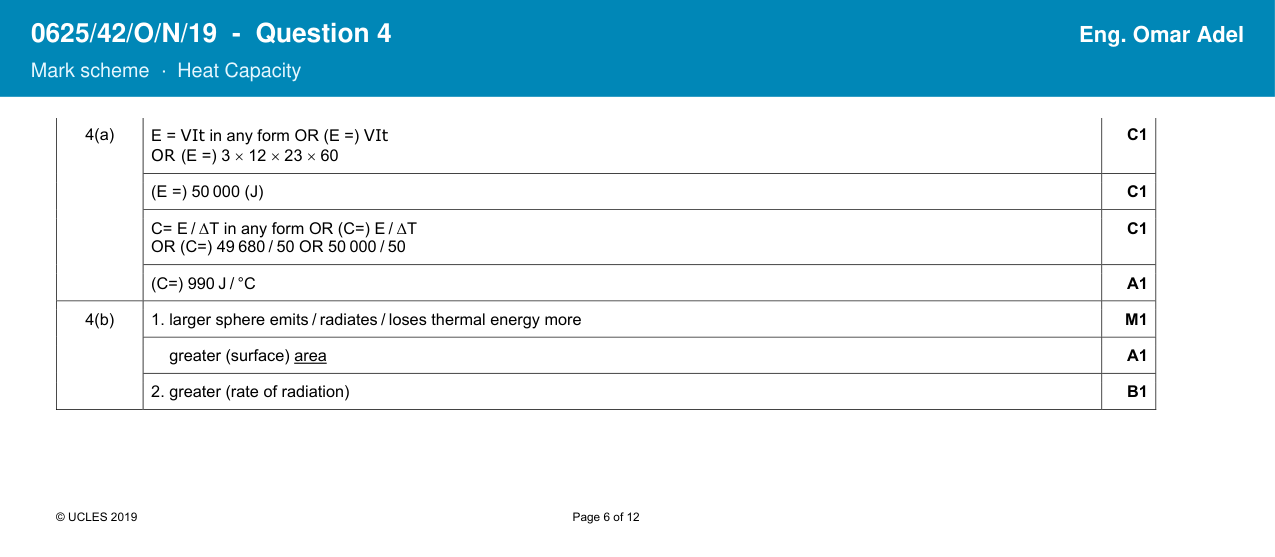 0625/42/O/N/19 - Question 4
Eng. Omar Adel
Mark scheme · Heat Capacity
4(a)
E = VIt in any form OR (E =) VIt
C1
OR (E =) 3 × 12 × 23 × 60
(E =) 50 000 (J)
C1
C= E / ΔT in any form OR (C=) E / ΔT
C1
OR (C=) 49 680 / 50 OR 50 000 / 50
(C=) 990 J / °C
A1
4(b)
1. larger sphere emits / radiates / loses thermal energy more
M1
greater (surface) area
A1
2. greater (rate of radiation)
B1
© UCLES 2019
Page 6 of 12